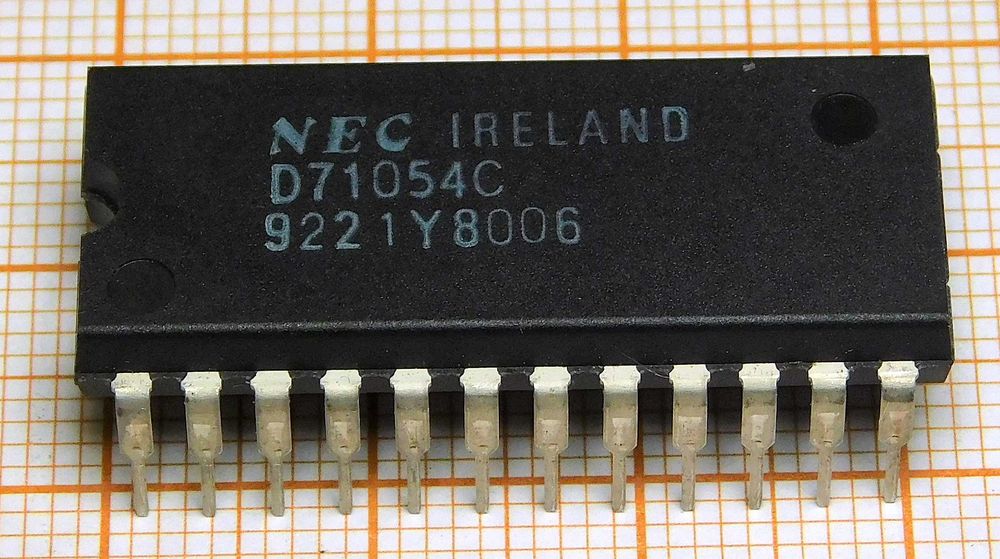 NEC IRELAND
D71054C
9221Y8006